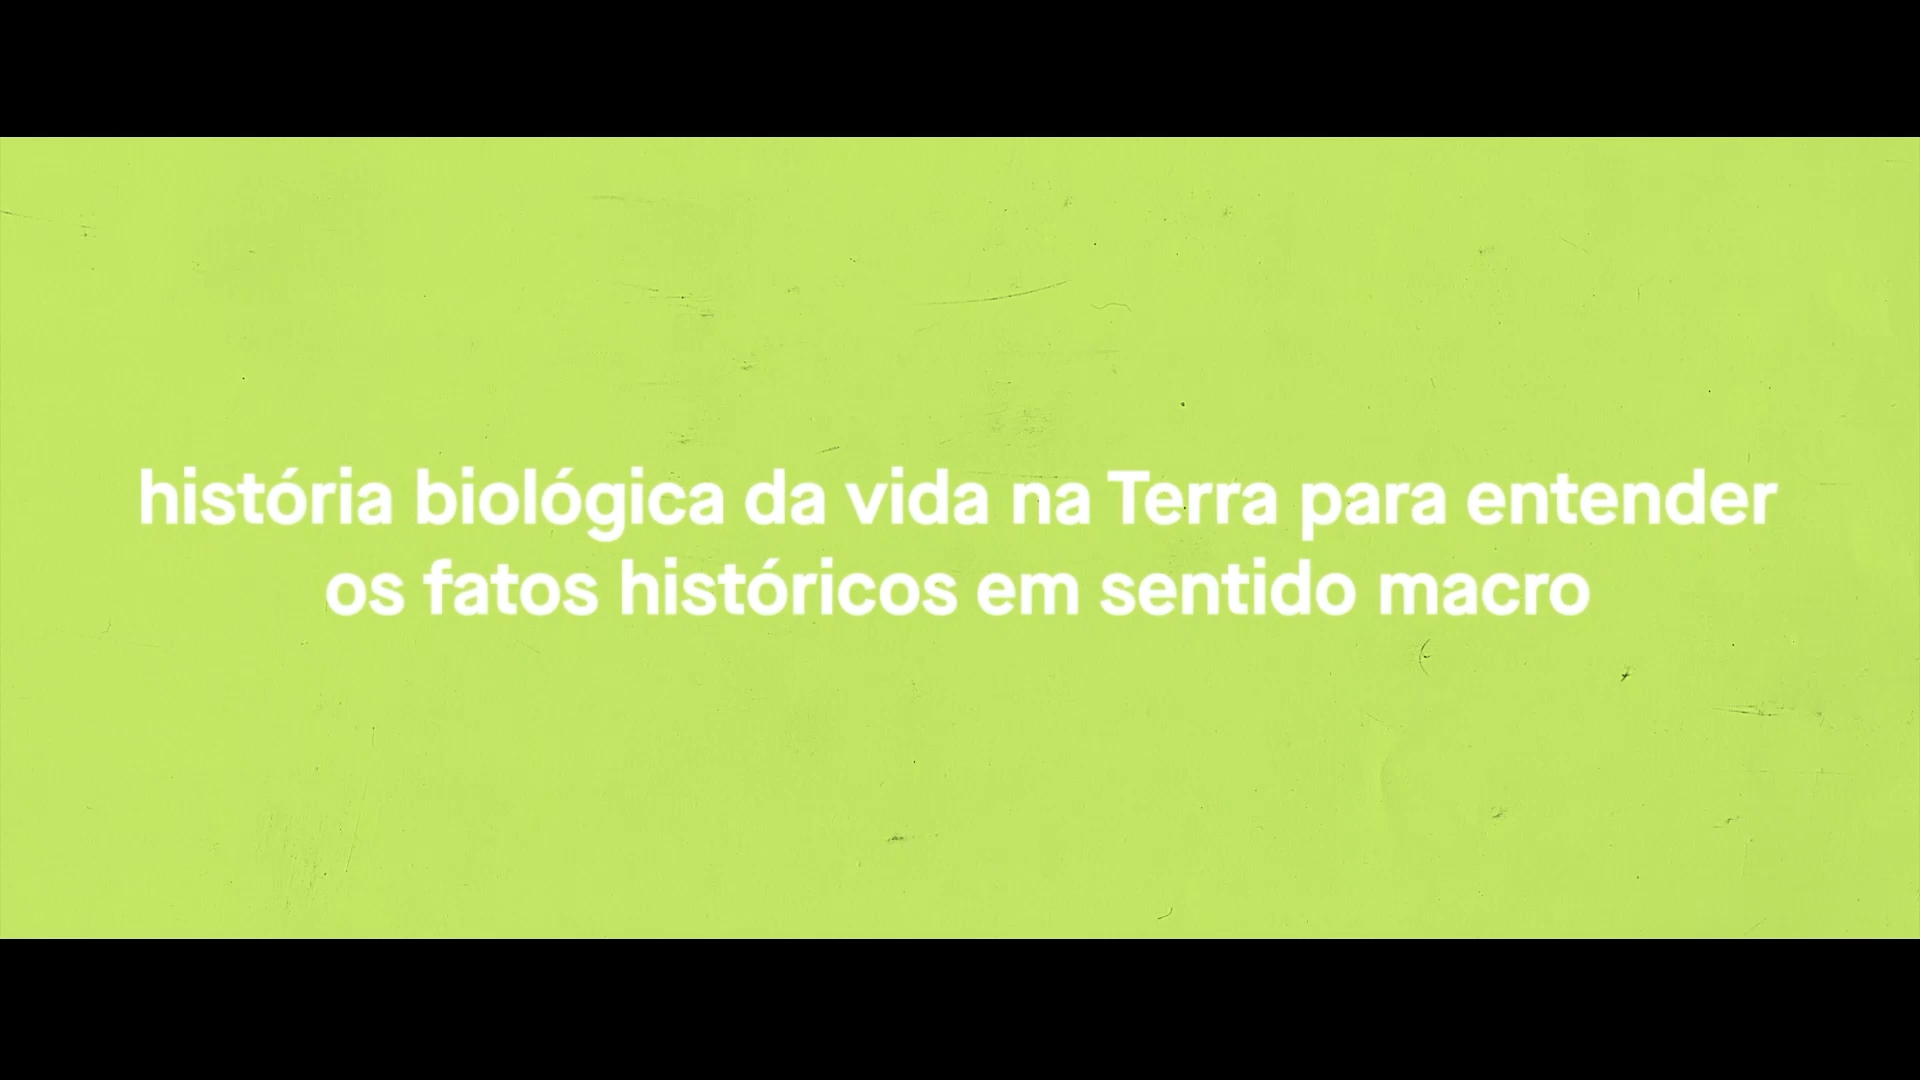 história biológica da vida na Terra para entender
os fatos históricos em sentido macro